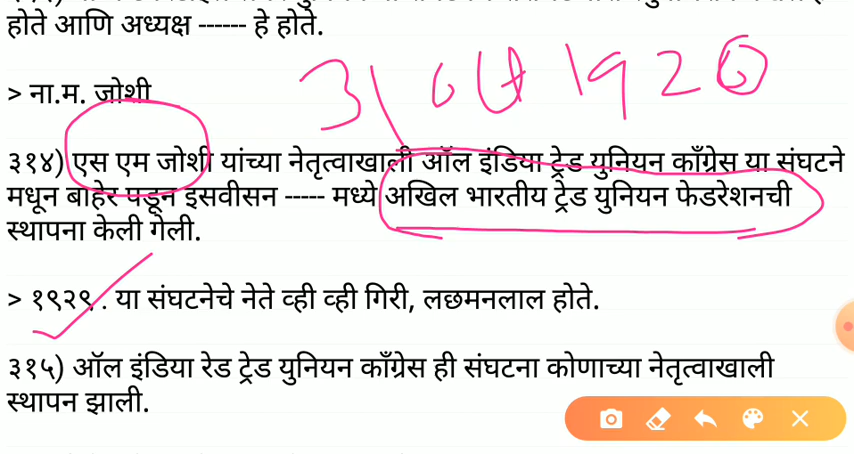 होते आणि अध्यक्ष ------ हे होते.
> ना.म. जोशी
31 Oct 1920
३१४) एस एम जोशी यांच्या नेतृत्वाखाली ऑल इंडिया ट्रेड युनियन काँग्रेस या संघटने
मधून बाहेर पडून इसवीसन ----- मध्ये अखिल भारतीय ट्रेड युनियन फेडरेशनची
स्थापना केली गेली.
> १९२९. या संघटनेचे नेते व्ही व्ही गिरी, लछमनलाल होते.
३१५) ऑल इंडिया रेड ट्रेड युनियन काँग्रेस ही संघटना कोणाच्या नेतृत्वाखाली
स्थापन झाली.